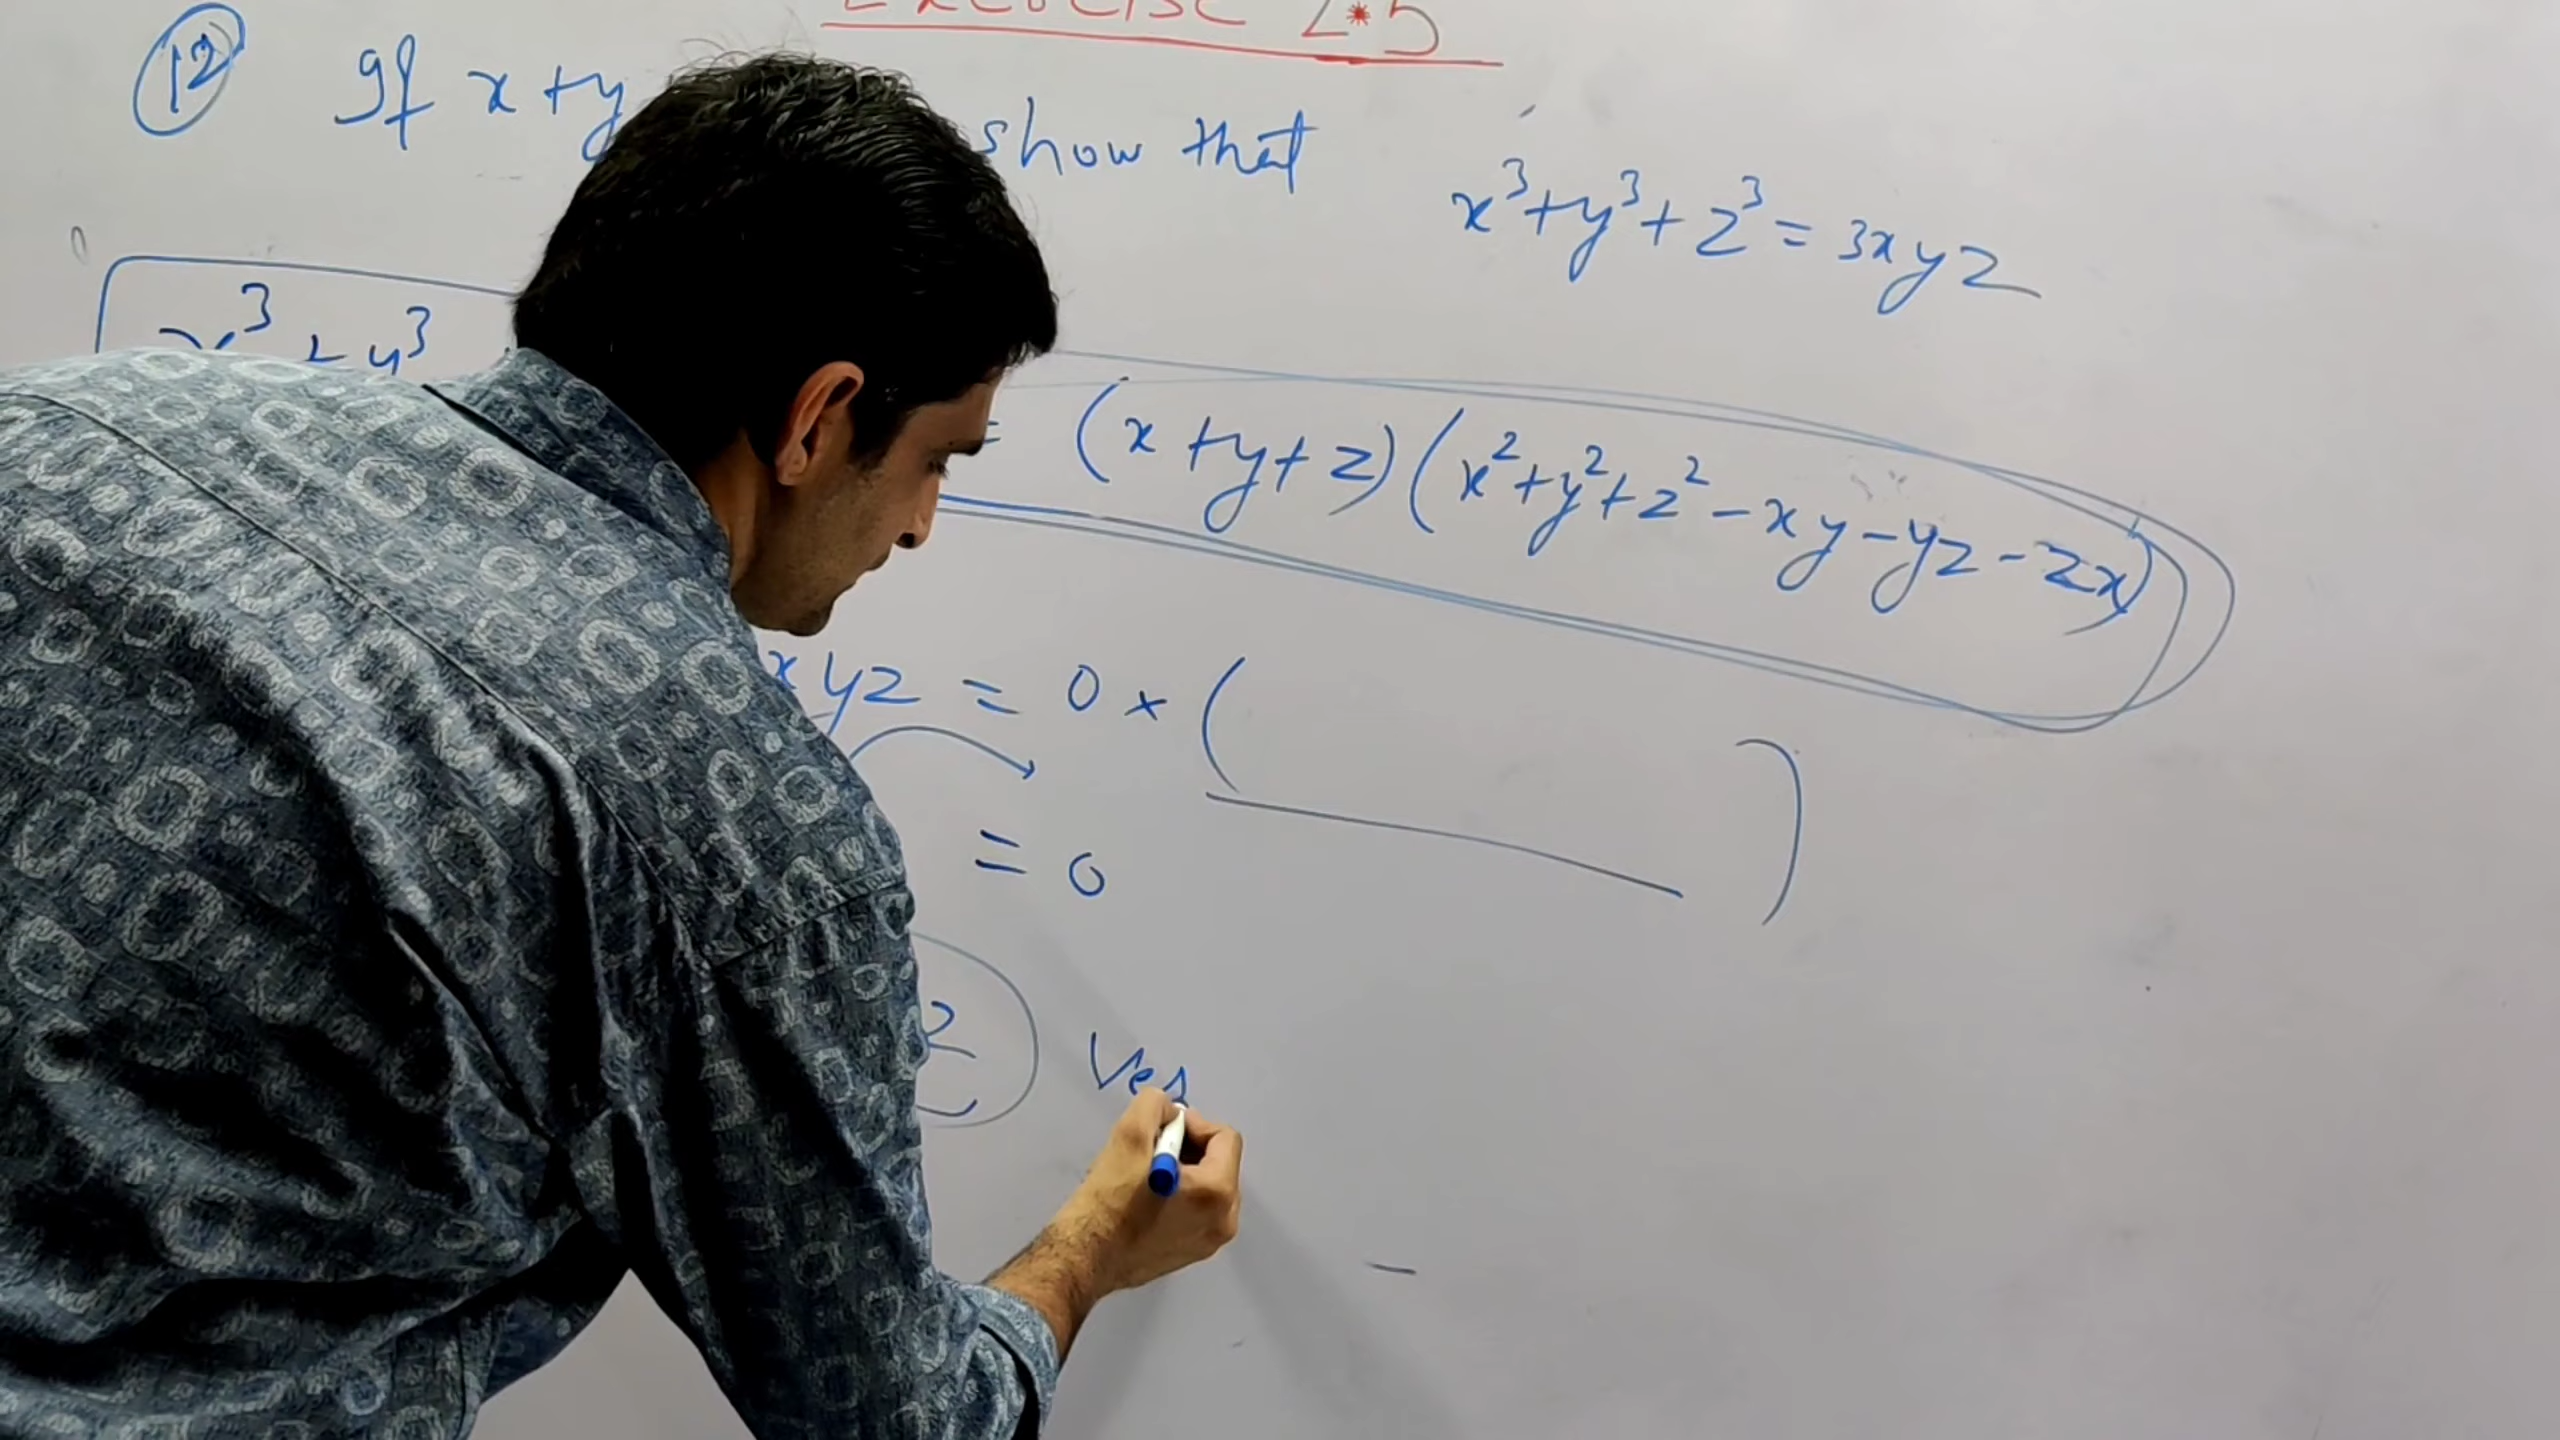 Exercise 2.5
12 If x+y show that x³+y³+z³=3xyz
x³+y³ = (x+y+z)(x²+y²+z²-xy-yz-zx)
xyz = 0×( )
= 0
z Ver